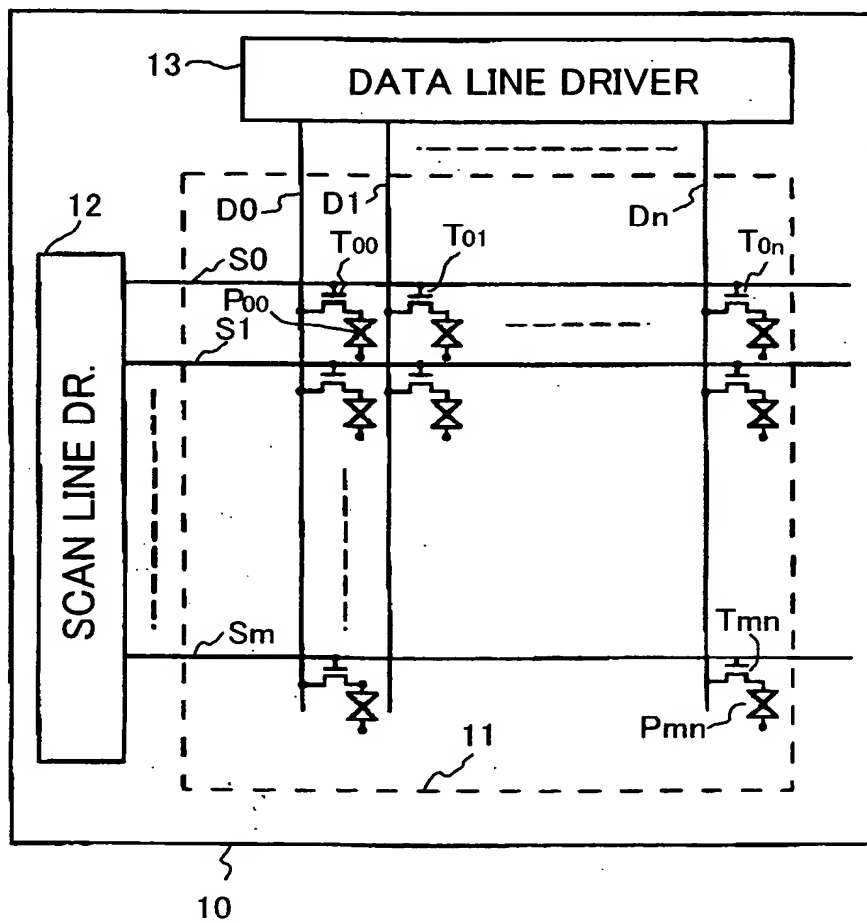 13
DATA LINE DRIVER
12
D0
D1
Dn
S0
T00
T01
T0n
P00
S1
SCAN LINE DR.
Sm
Tmn
Pmn
11
10